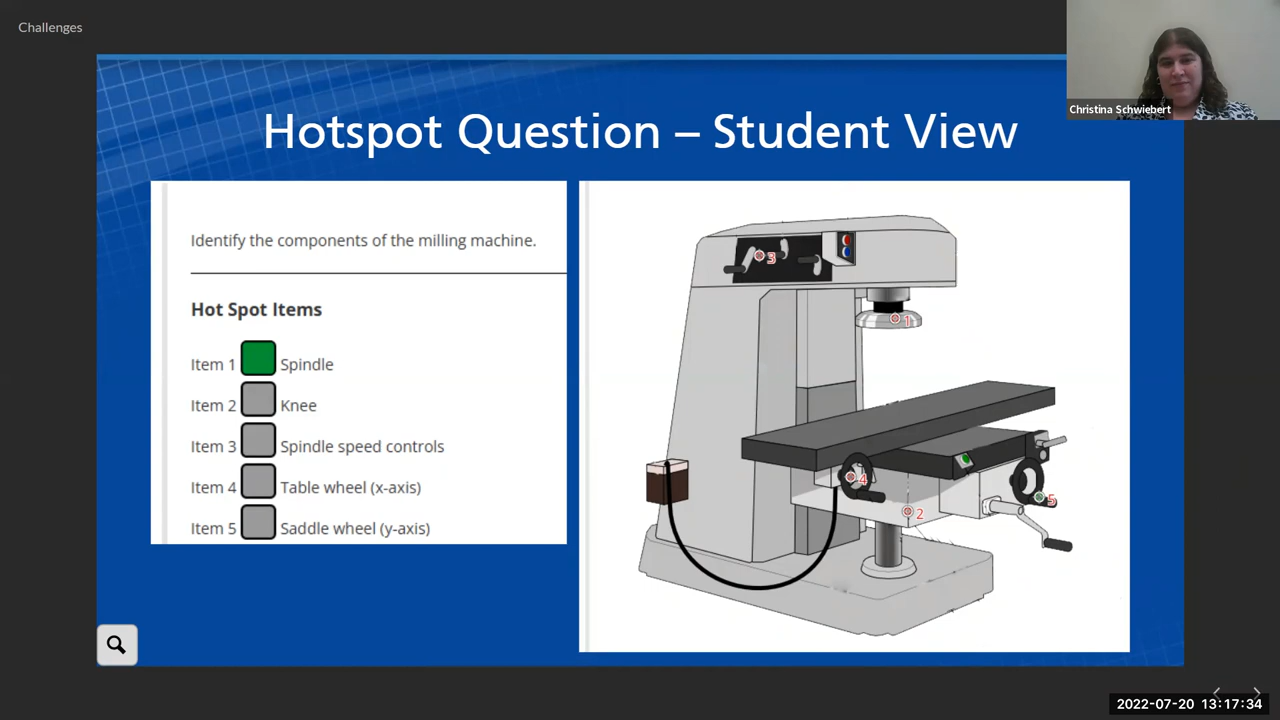 Challenges
Christina Schwiebert
Hotspot Question – Student View
Identify the components of the milling machine.
Hot Spot Items
Item 1 Spindle
Item 2 Knee
Item 3 Spindle speed controls
Item 4 Table wheel (x-axis)
Item 5 Saddle wheel (y-axis)
3
1
4
5
2
2022-07-20 13:17:34